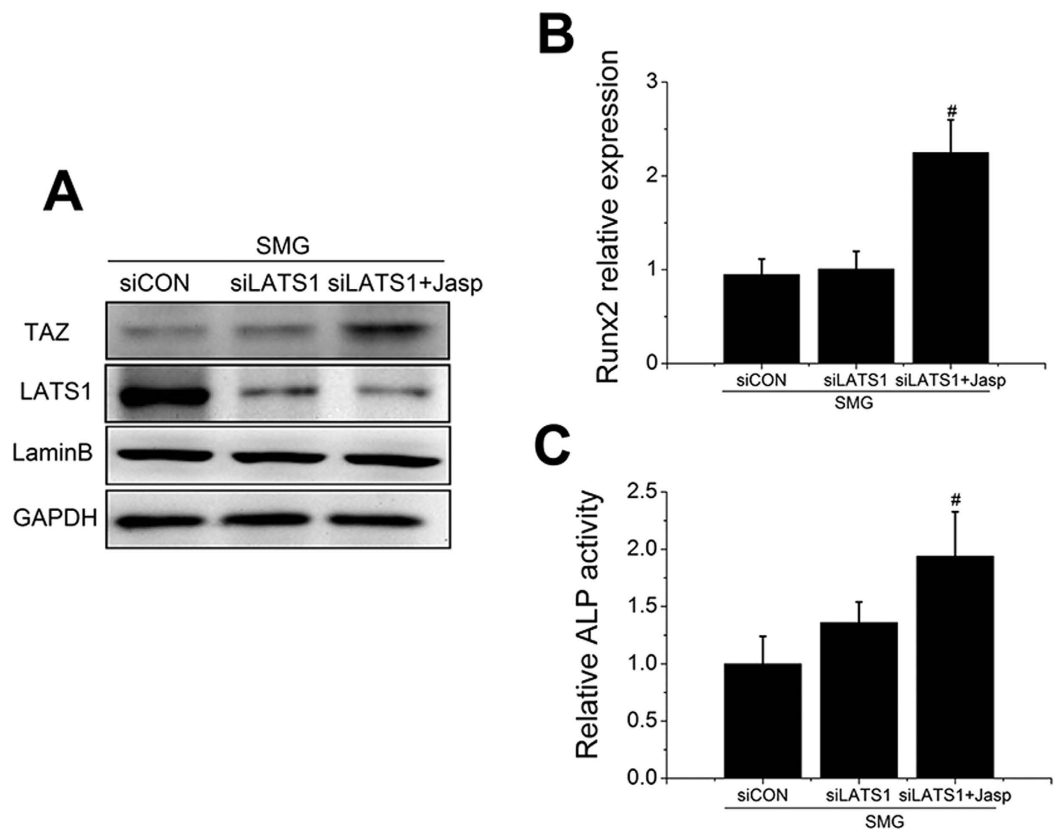 A
SMG
siCON siLATS1 siLATS1+Jasp
TAZ
LATS1
LaminB
GAPDH
B
Runx2 relative expression
3
2
1
0
#
siCON siLATS1 siLATS1+Jasp
SMG
C
Relative ALP activity
2.5
2.0
1.5
1.0
0.5
0.0
#
siCON siLATS1 siLATS1+Jasp
SMG